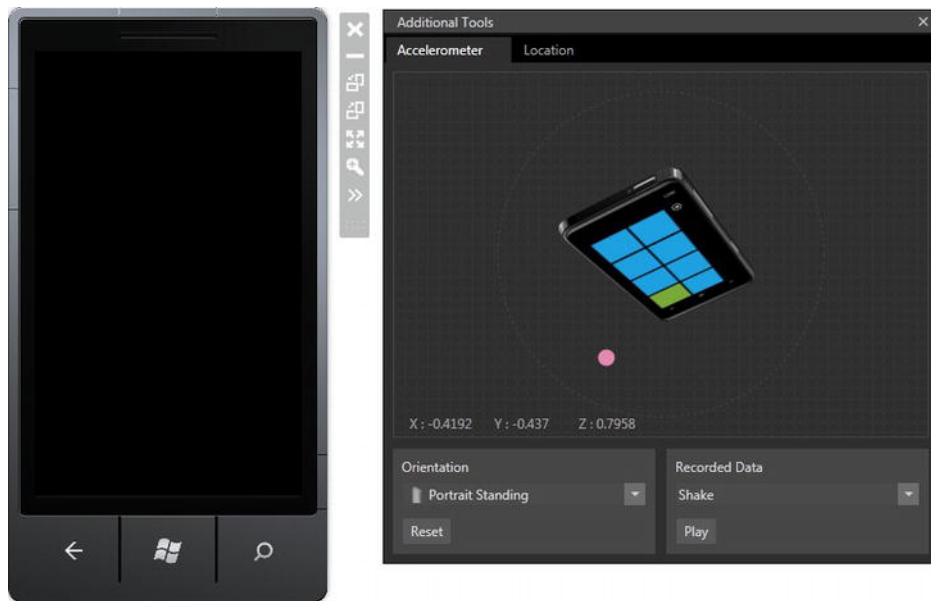 Additional Tools
Accelerometer Location
X : -0.4192 Y : -0.437 Z : 0.7958
Orientation
Portrait Standing
Reset
Recorded Data
Shake
Play